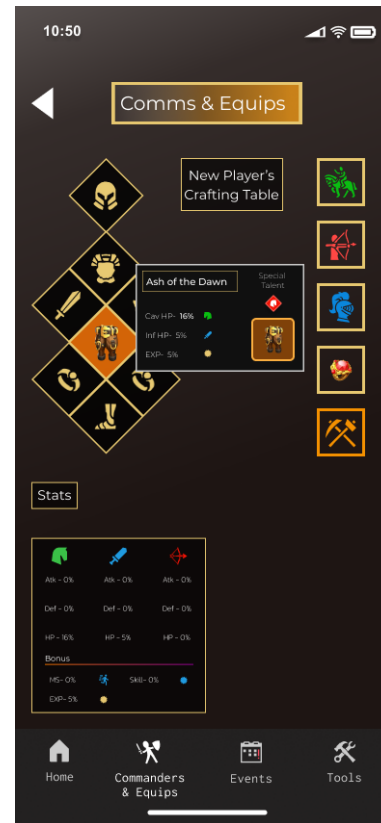 10:50
Comms & Equips
New Player's
Crafting Table
Ash of the Dawn
Special
Talent
Cav HP- 16%
Inf HP- 5%
EXP- 5%
Stats
Atk - 0% Atk - 0% Atk - 0%
Def - 0% Def - 0% Def - 0%
HP - 16% HP - 5% HP - 0%
Bonus
MS- 0% Skill- 0%
EXP- 5%
Home Commanders Events Tools
& Equips